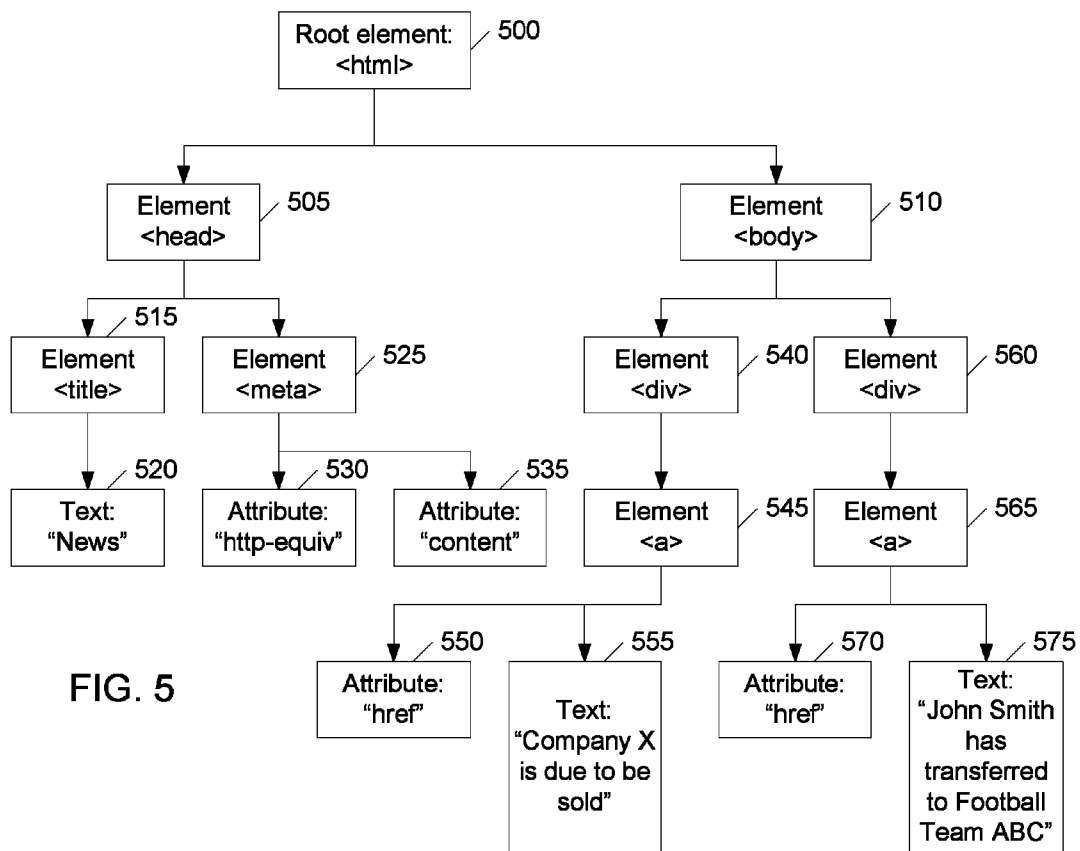 Root element:
<html>
500
Element
<head>
505
Element
<body>
510
515
Element
<title>
Element
<meta>
525
Element
<div>
540
Element
<div>
560
520
Text:
“News”
530
Attribute:
“http-equiv”
535
Attribute:
“content”
Element
<a>
545
Element
<a>
565
550
Attribute:
“href”
555
Text:
“Company X
is due to be
sold”
570
Attribute:
“href”
575
Text:
“John Smith
has
transferred
to Football
Team ABC”
FIG. 5